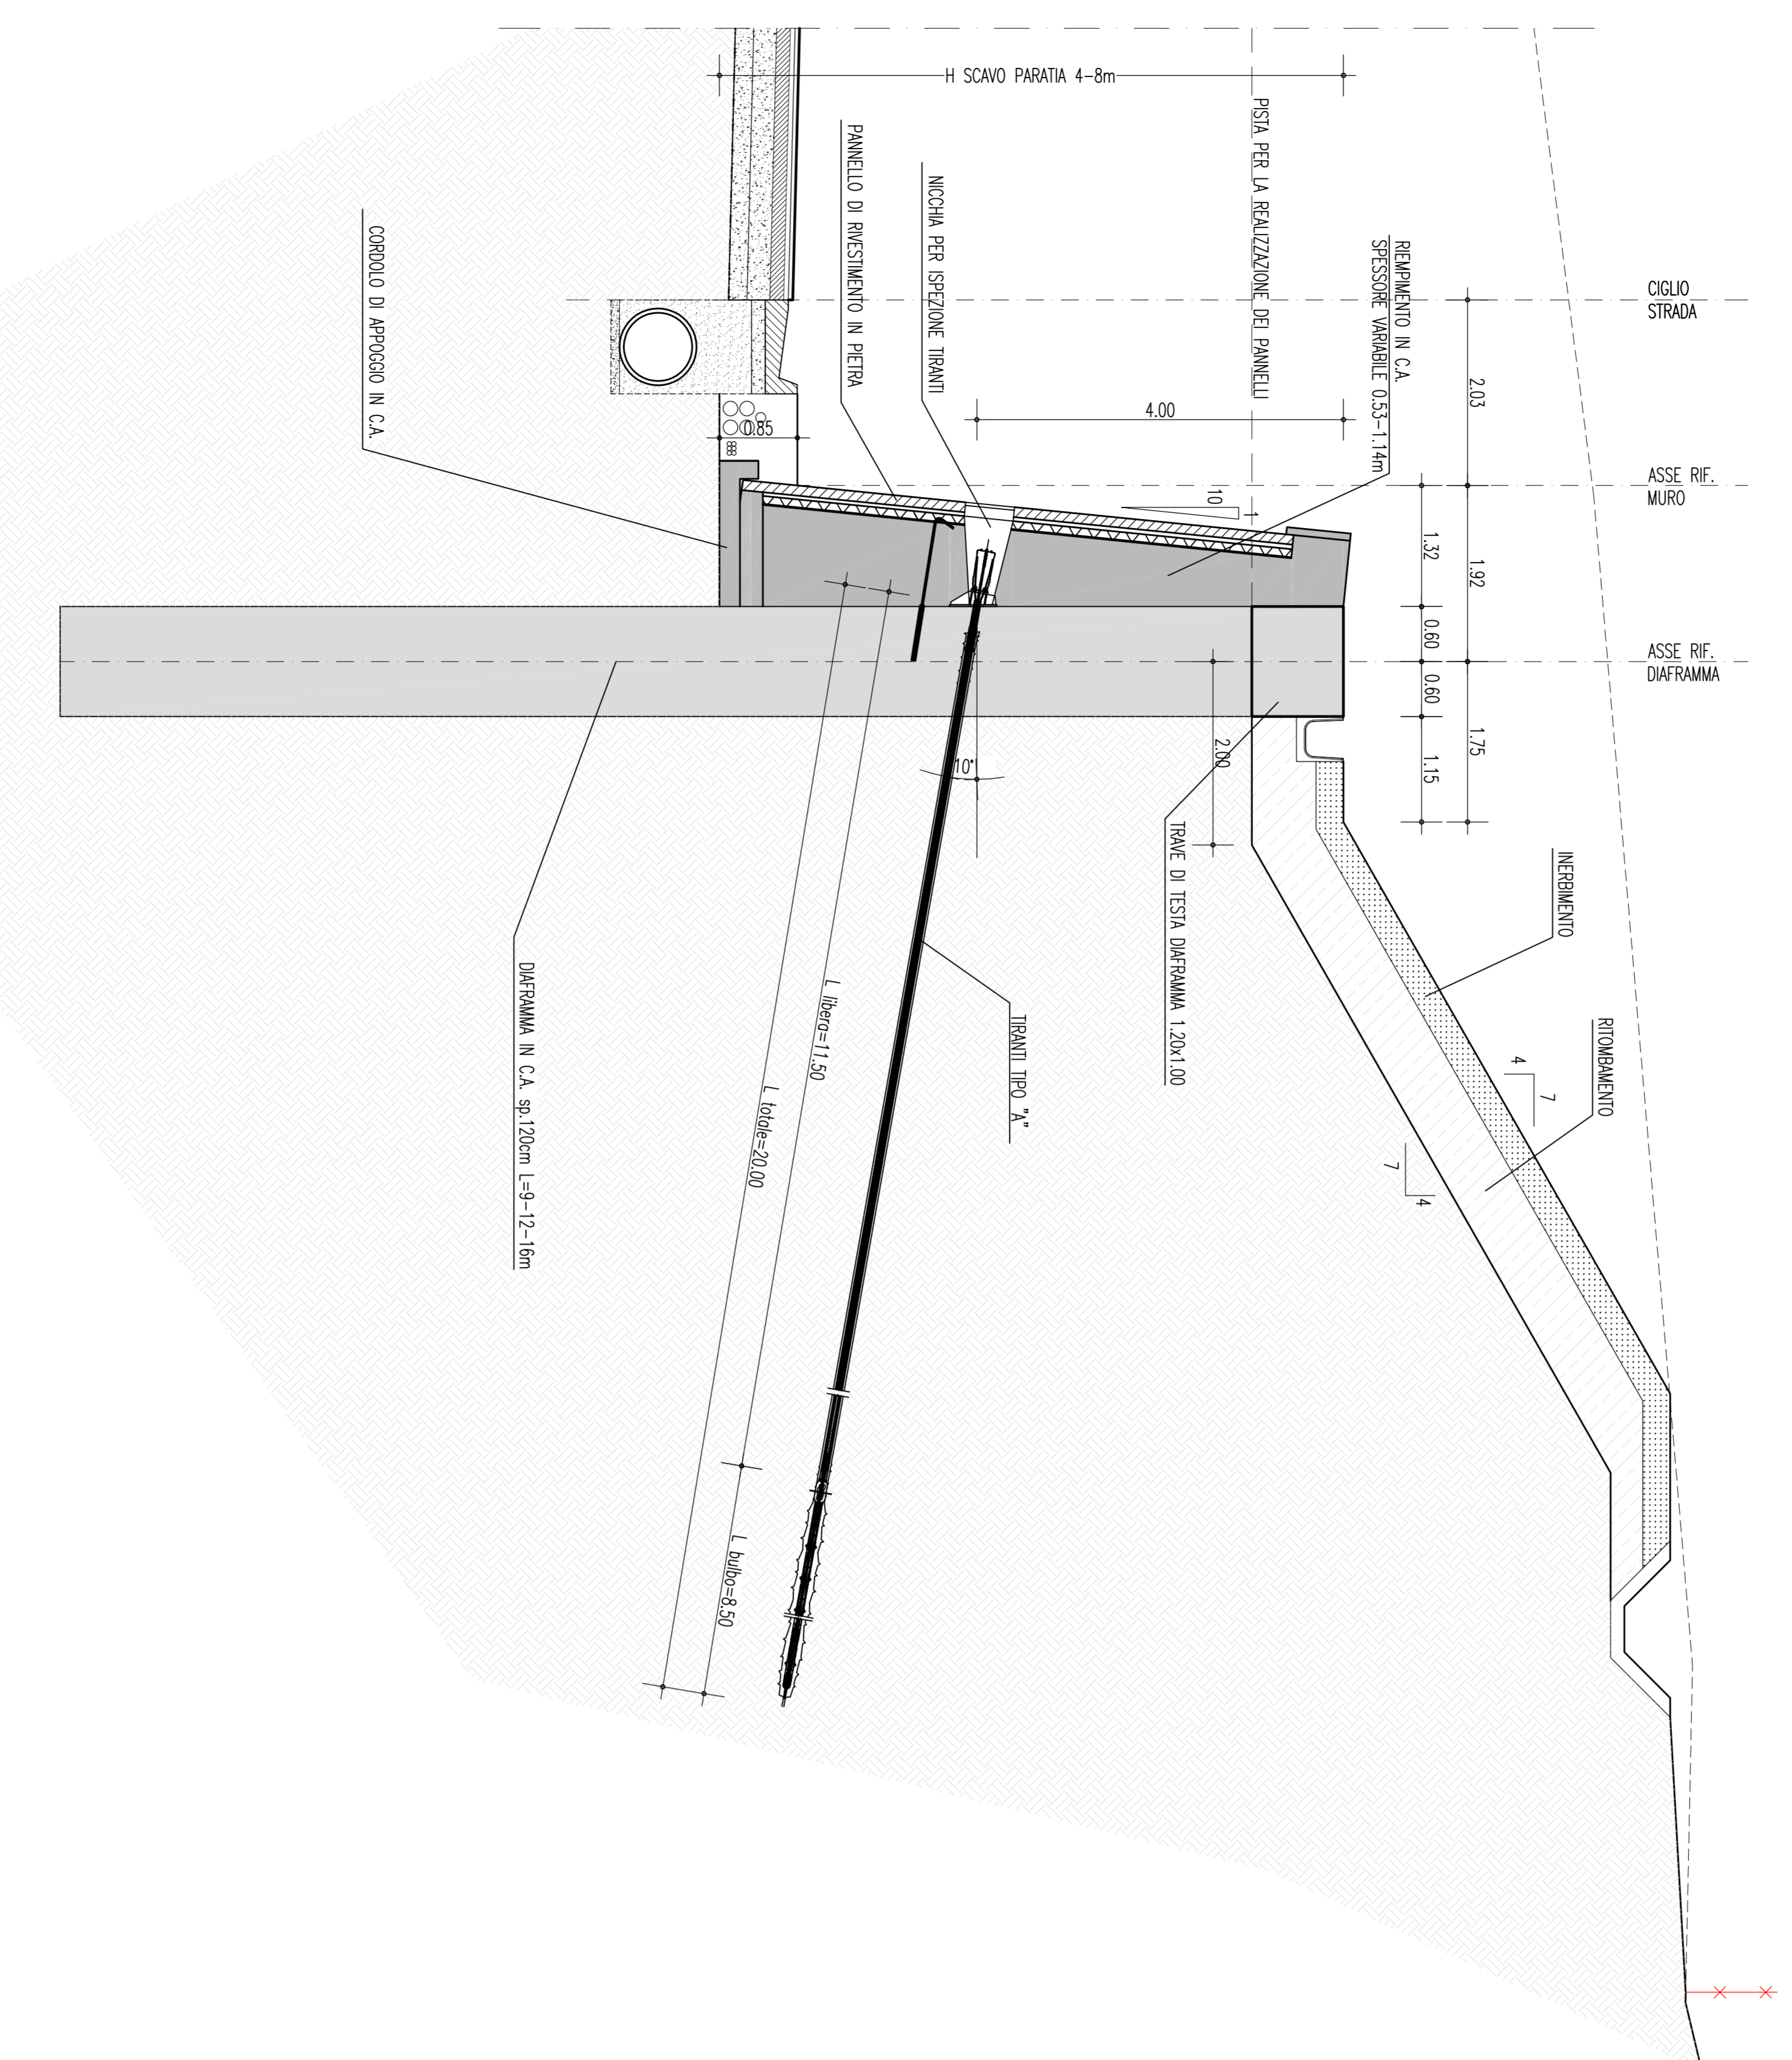 H SCAVO PARATIA 4-8m
PISTA PER LA REALIZZAZIONE DEI PANNELLI
PANNELLO DI RIVESTIMENTO IN PIETRA
NICCHIA PER ISPEZIONE TIRANTI
RIEMPIMENTO IN C.A.
SPESSORE VARIABILE 0.53-1.14m
CORDOLO DI APPOGGIO IN C.A.
CIGLIO
STRADA
2.03
4.00
0.85
ASSE RIF.
MURO
10
1
1.32
1.92
0.60
ASSE RIF.
DIAFRAMMA
0.60
1.75
1.15
2.00
10°
TRAVE DI TESTA DIAFRAMMA 1.20x1.00
INERBIMENTO
RITOMBAMENTO
4
7
7
4
TIRANTI TIPO "A"
L libera=11.50
L totale=20.00
L bulbo=8.50
DIAFRAMMA IN C.A. sp.120cm L=9-12-16m